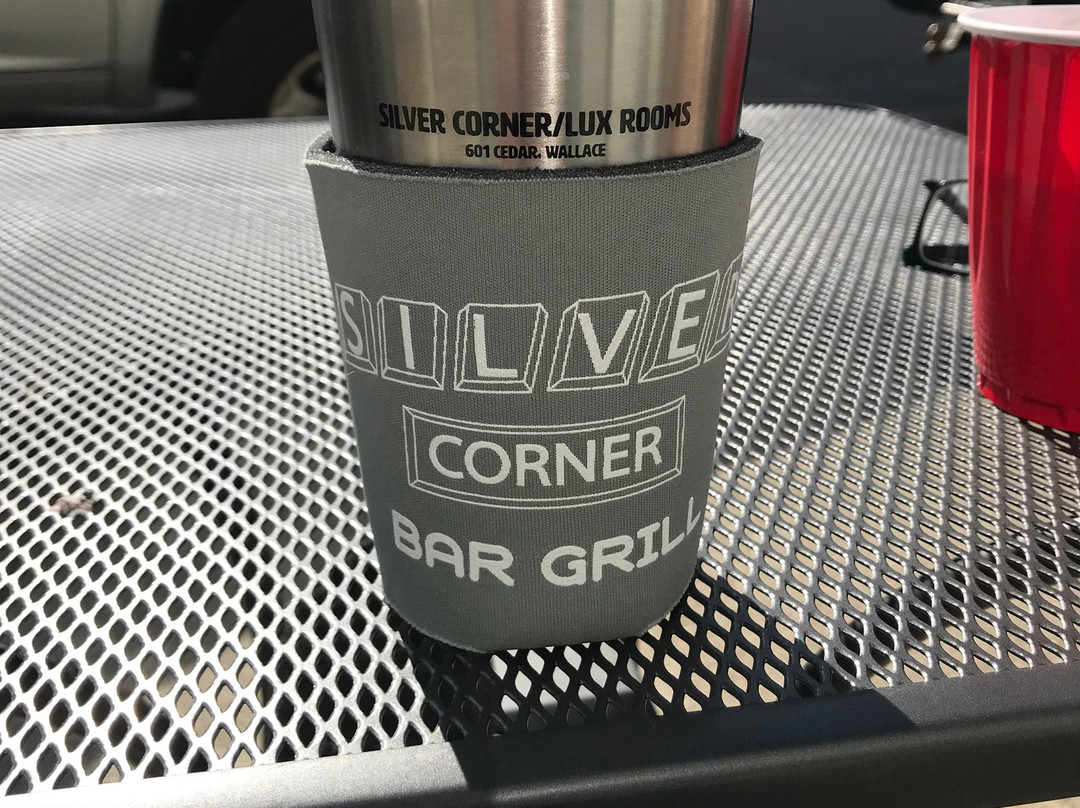 SILVER CORNER/LUX ROOMS
601 CEDAR, WALLACE
SILVER
CORNER
BAR GRILL